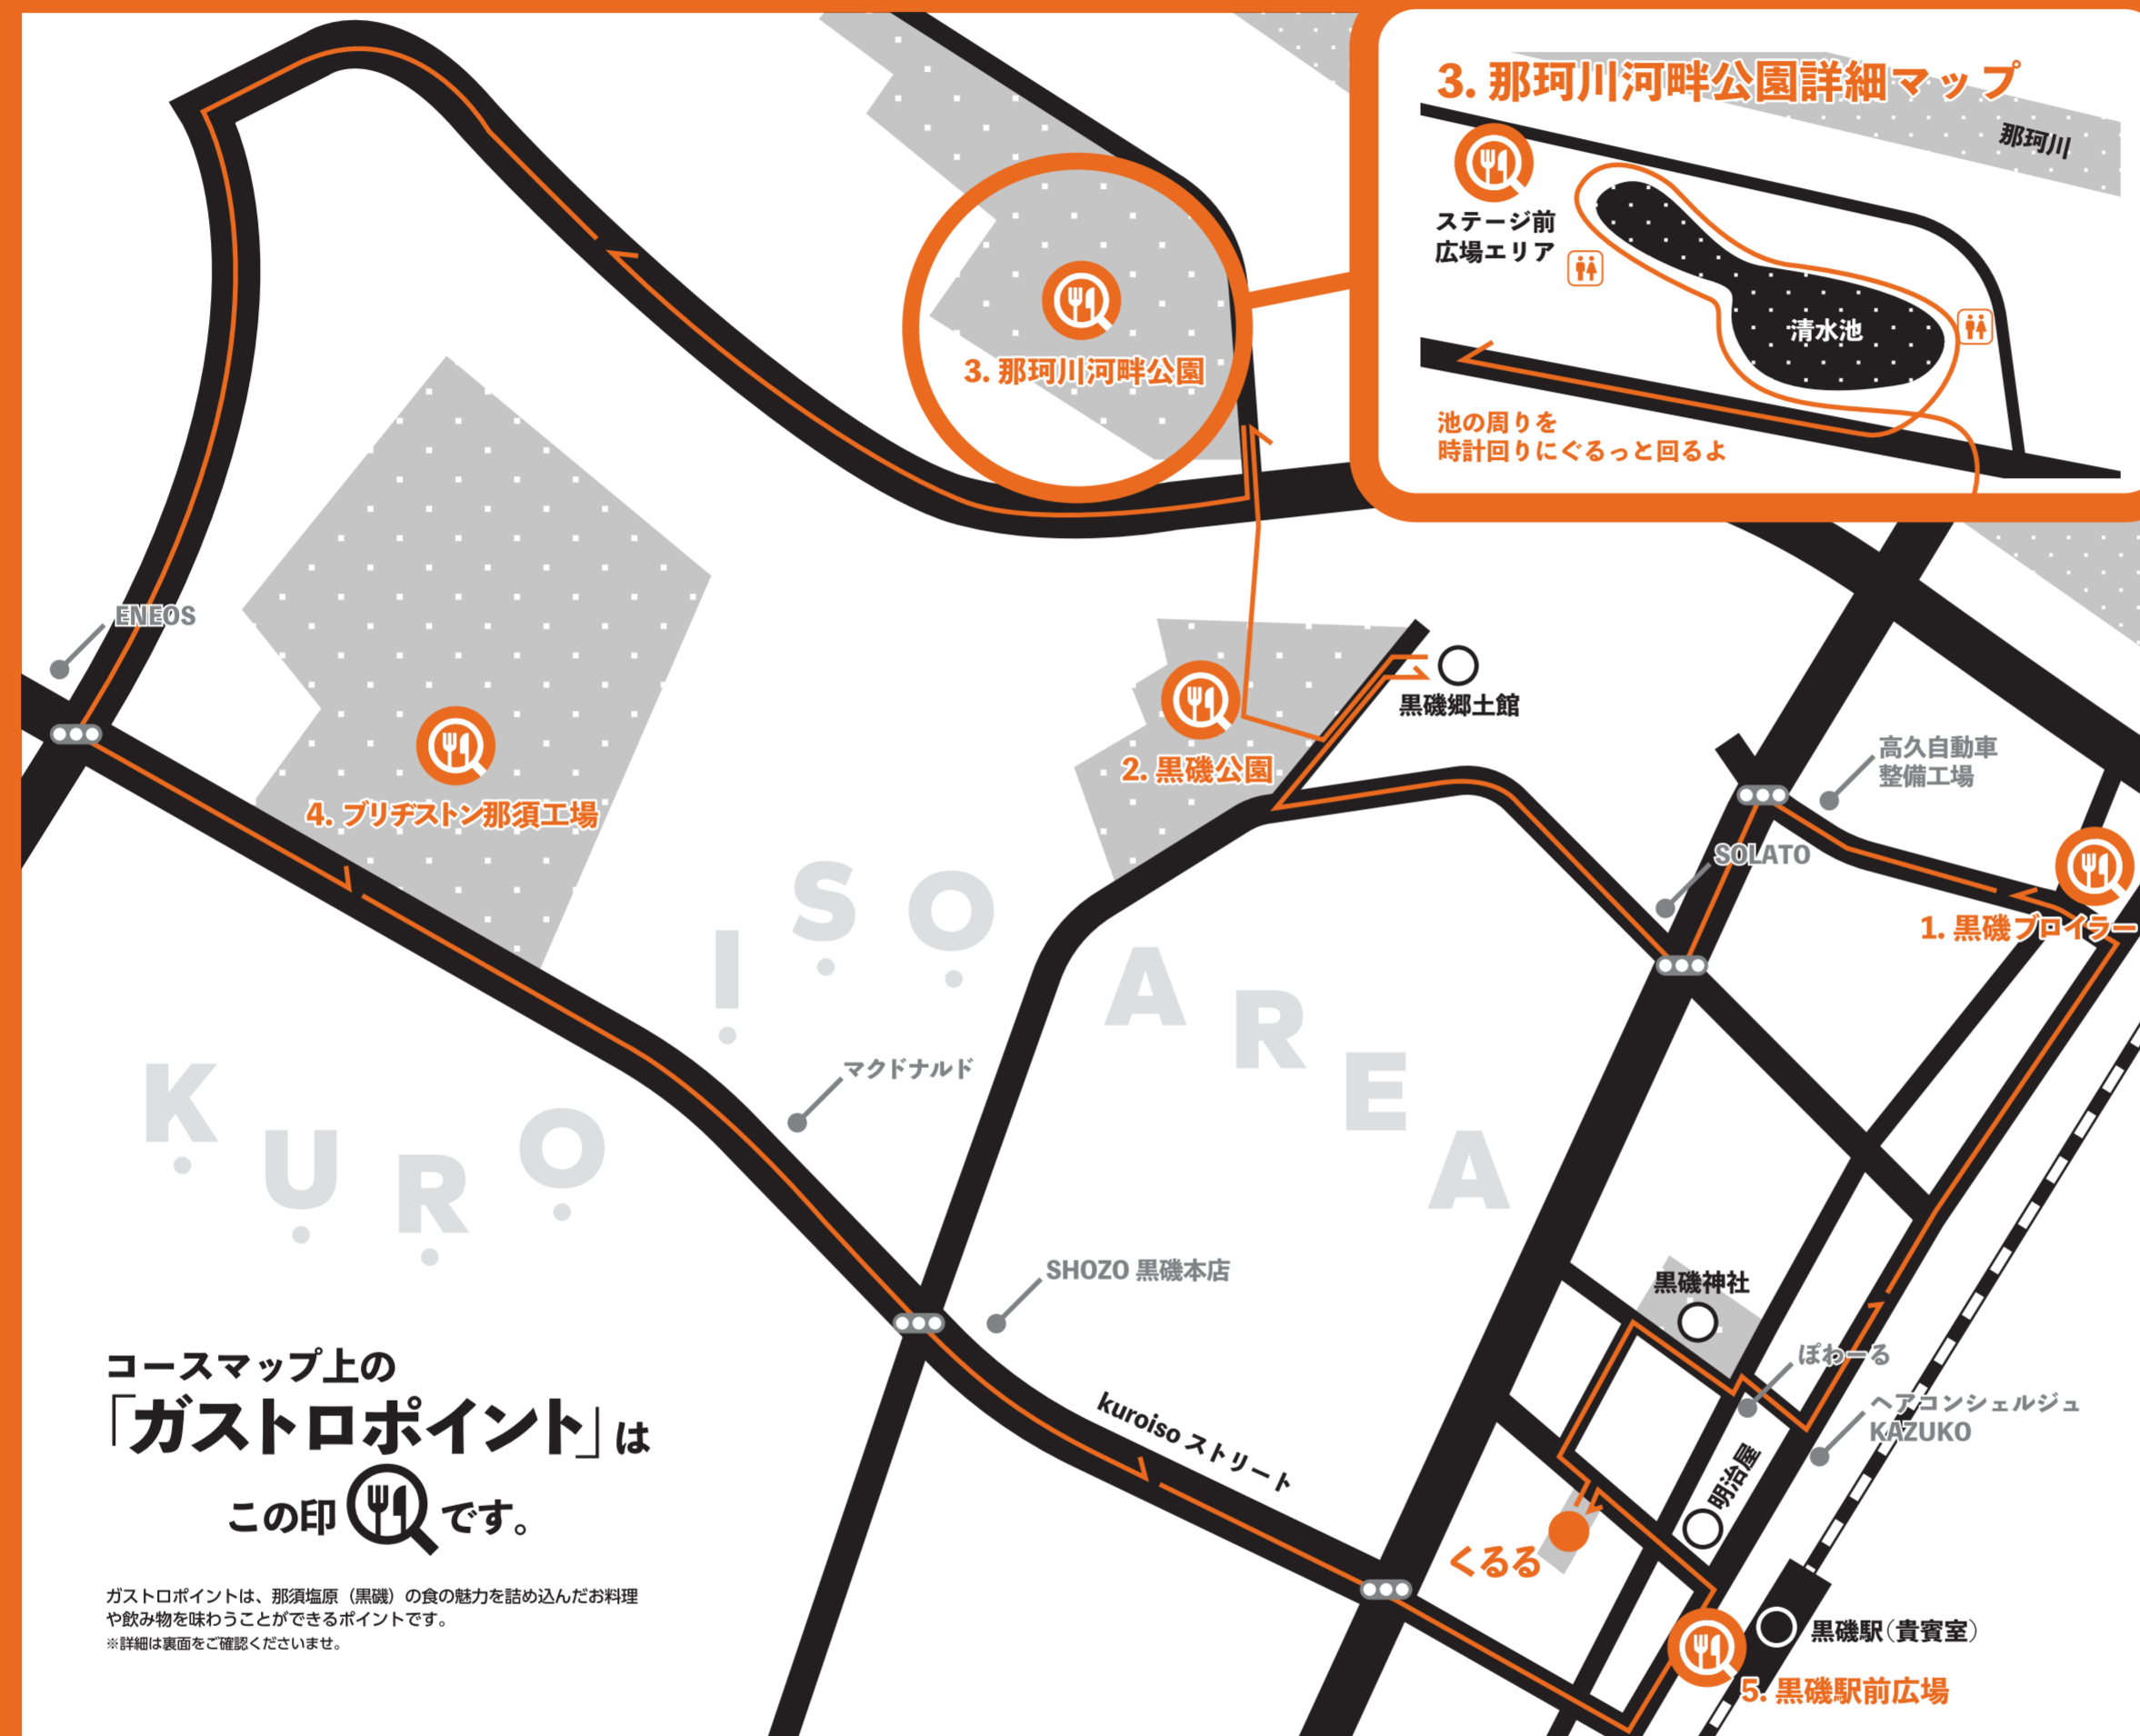 3. 那珂川河畔公園詳細マップ
那珂川
ステージ前
広場エリア
清水池
池の周りを
時計回りにぐるっと回るよ
3. 那珂川河畔公園
ENEOS
黒磯郷土館
2. 黒磯公園
高久自動車
整備工場
4. ブリヂストン那須工場
SOLATO
1. 黒磯ブロイラー
KUROISO AREA
マクドナルド
SHOZO 黒磯本店
黒磯神社
ぽわーる
ヘアコンシェルジュ
KAZUKO
kuroiso ストリート
明治屋
くるる
黒磯駅(貴賓室)
5. 黒磯駅前広場
コースマップ上の
「ガストロポイント」は
この印 です。
ガストロポイントは、那須塩原（黒磯）の食の魅力を詰め込んだお料理
や飲み物を味わうことができるポイントです。
※詳細は裏面をご確認くださいませ。